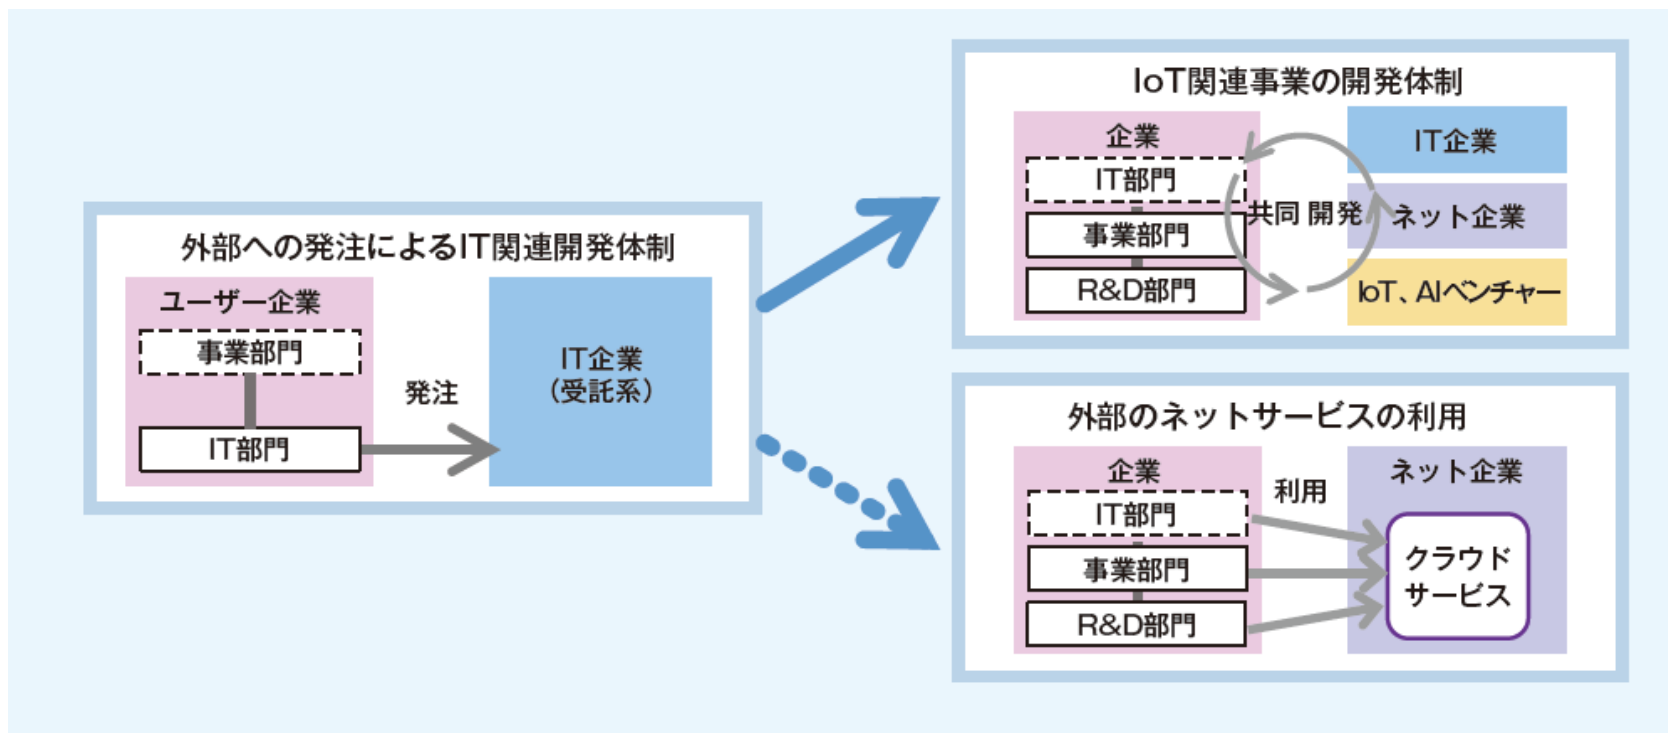 外部への発注によるIT関連開発体制
ユーザー企業
事業部門
IT部門
発注
IT企業
（受託系）
IoT関連事業の開発体制
企業
IT部門
事業部門
R&D部門
共同 開発
IT企業
ネット企業
IoT、AIベンチャー
外部のネットサービスの利用
企業
IT部門
事業部門
R&D部門
利用
ネット企業
クラウド
サービス